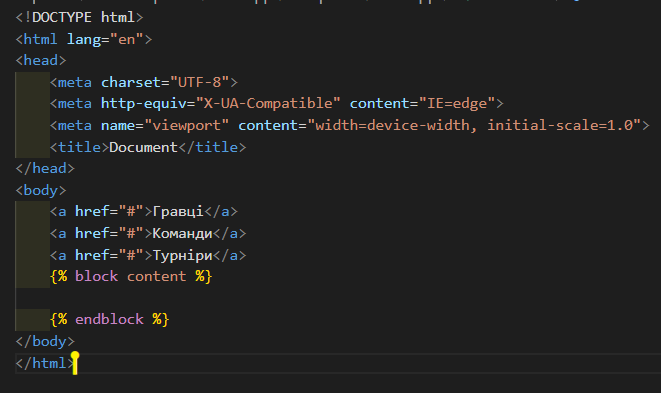 <!DOCTYPE html>
<html lang="en">
<head>
    <meta charset="UTF-8">
    <meta http-equiv="X-UA-Compatible" content="IE=edge">
    <meta name="viewport" content="width=device-width, initial-scale=1.0">
    <title>Document</title>
</head>
<body>
    <a href="#">Гравці</a>
    <a href="#">Команди</a>
    <a href="#">Турніри</a>
    {% block content %}

    {% endblock %}
</body>
</html>